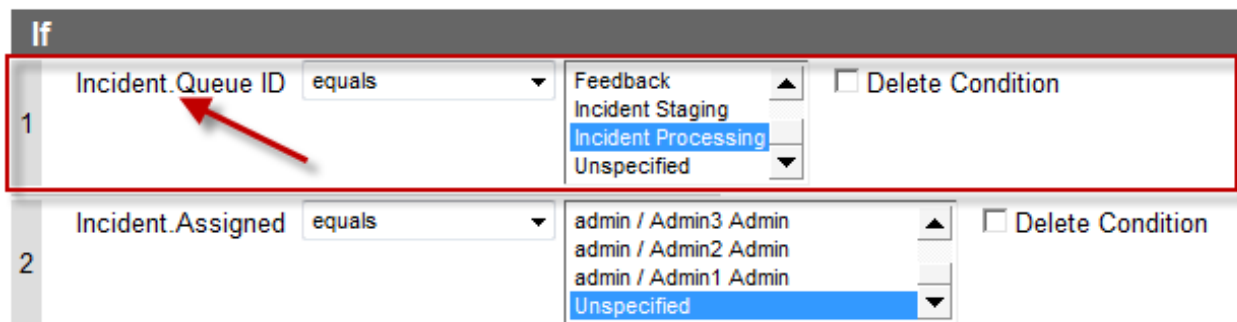 If
1 Incident.Queue ID equals Feedback Delete Condition
Incident Staging
Incident Processing
Unspecified
2 Incident.Assigned equals admin / Admin3 Admin Delete Condition
admin / Admin2 Admin
admin / Admin1 Admin
Unspecified